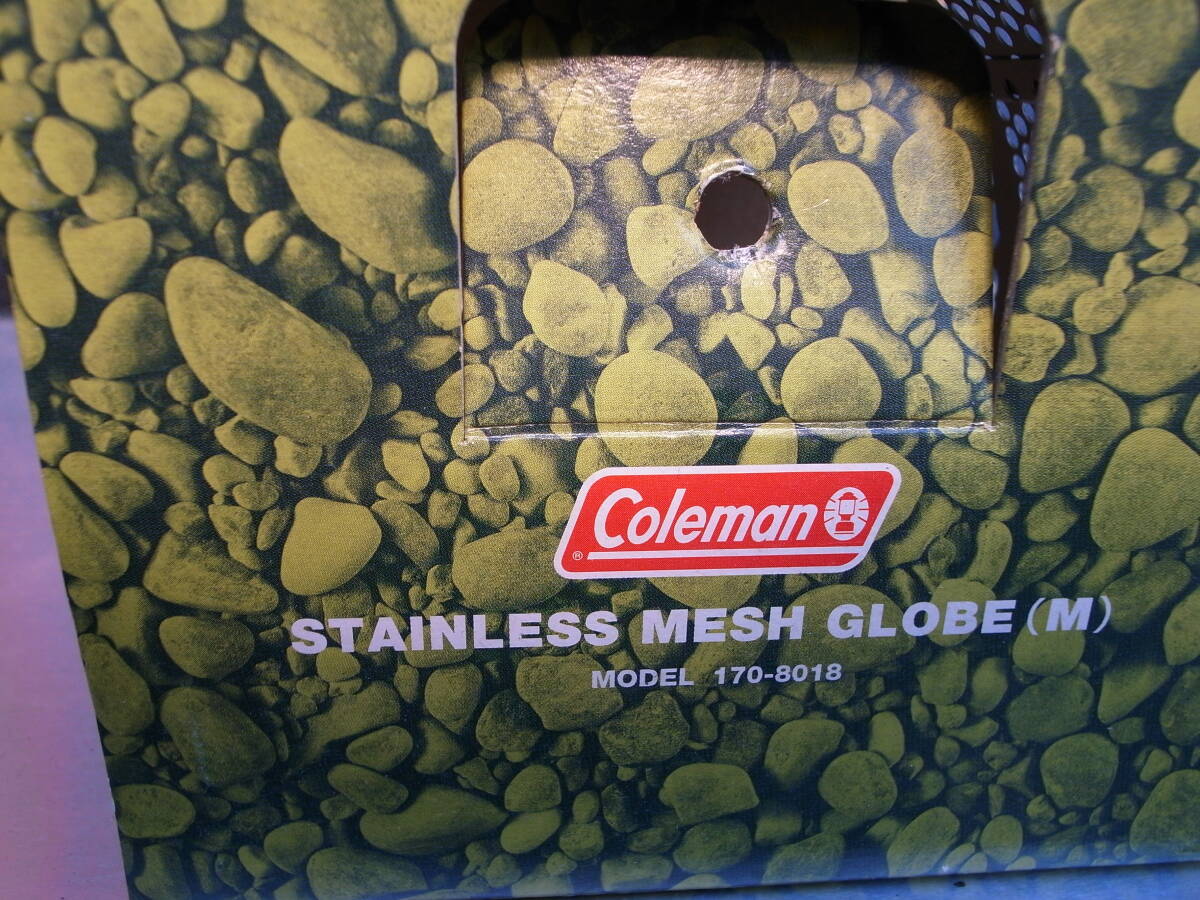 Coleman
®
STAINLESS MESH GLOBE (M)
MODEL 170-8018